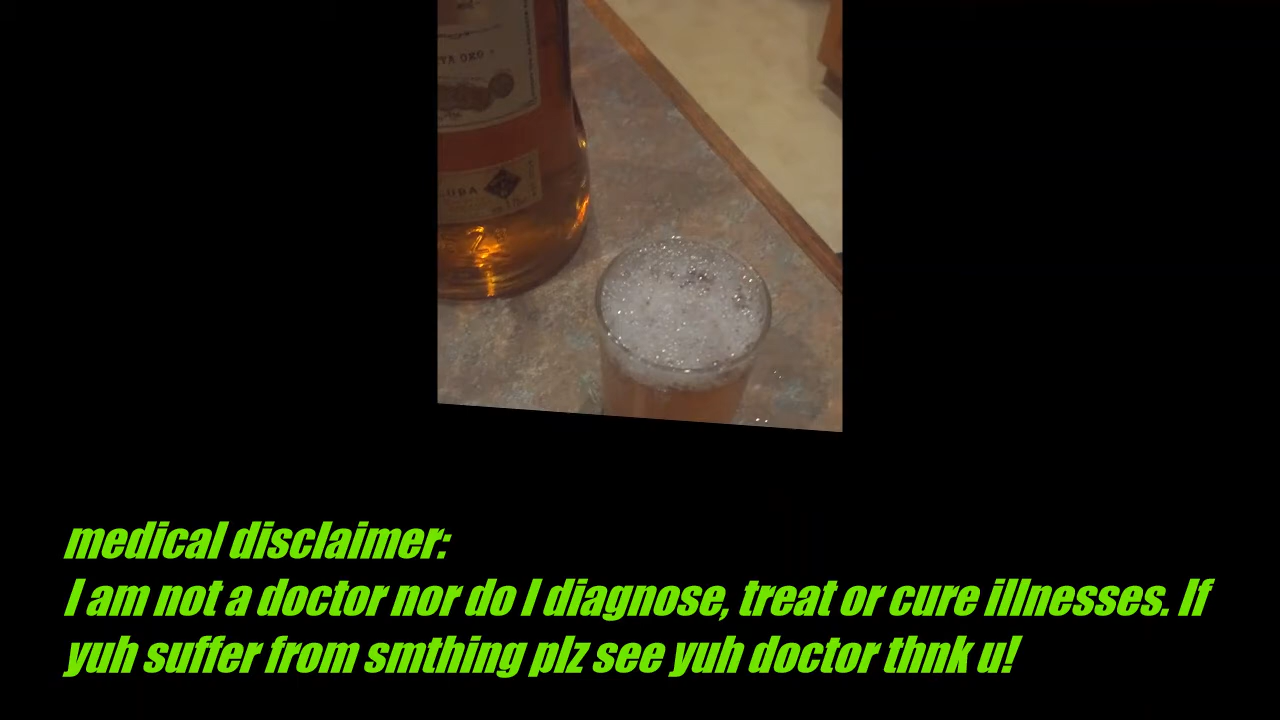 medical disclaimer:
I am not a doctor nor do I diagnose, treat or cure illnesses. If
yuh suffer from smthing plz see yuh doctor thnk u!